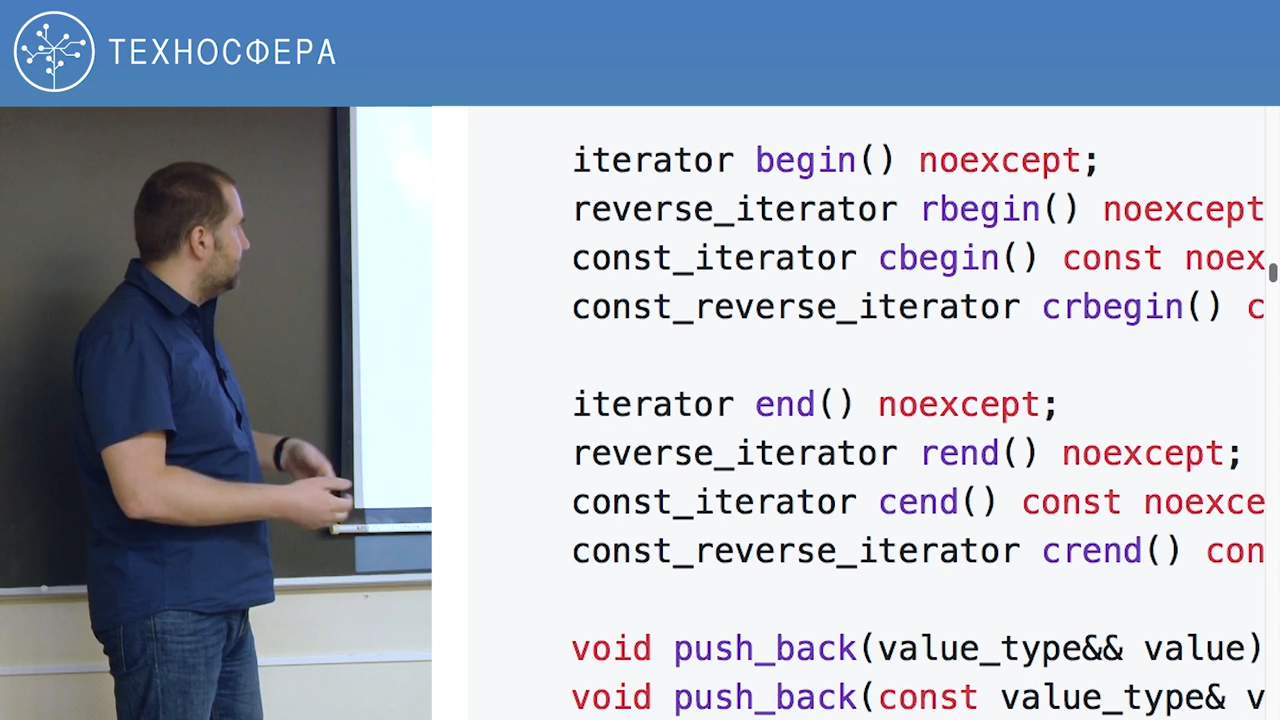 ТЕХНОСФЕРА
iterator begin() noexcept;
reverse_iterator rbegin() noexcept
const_iterator cbegin() const noex
const_reverse_iterator crbegin() c
iterator end() noexcept;
reverse_iterator rend() noexcept;
const_iterator cend() const noexce
const_reverse_iterator crend() con
void push_back(value_type&& value)
void push_back(const value_type& v